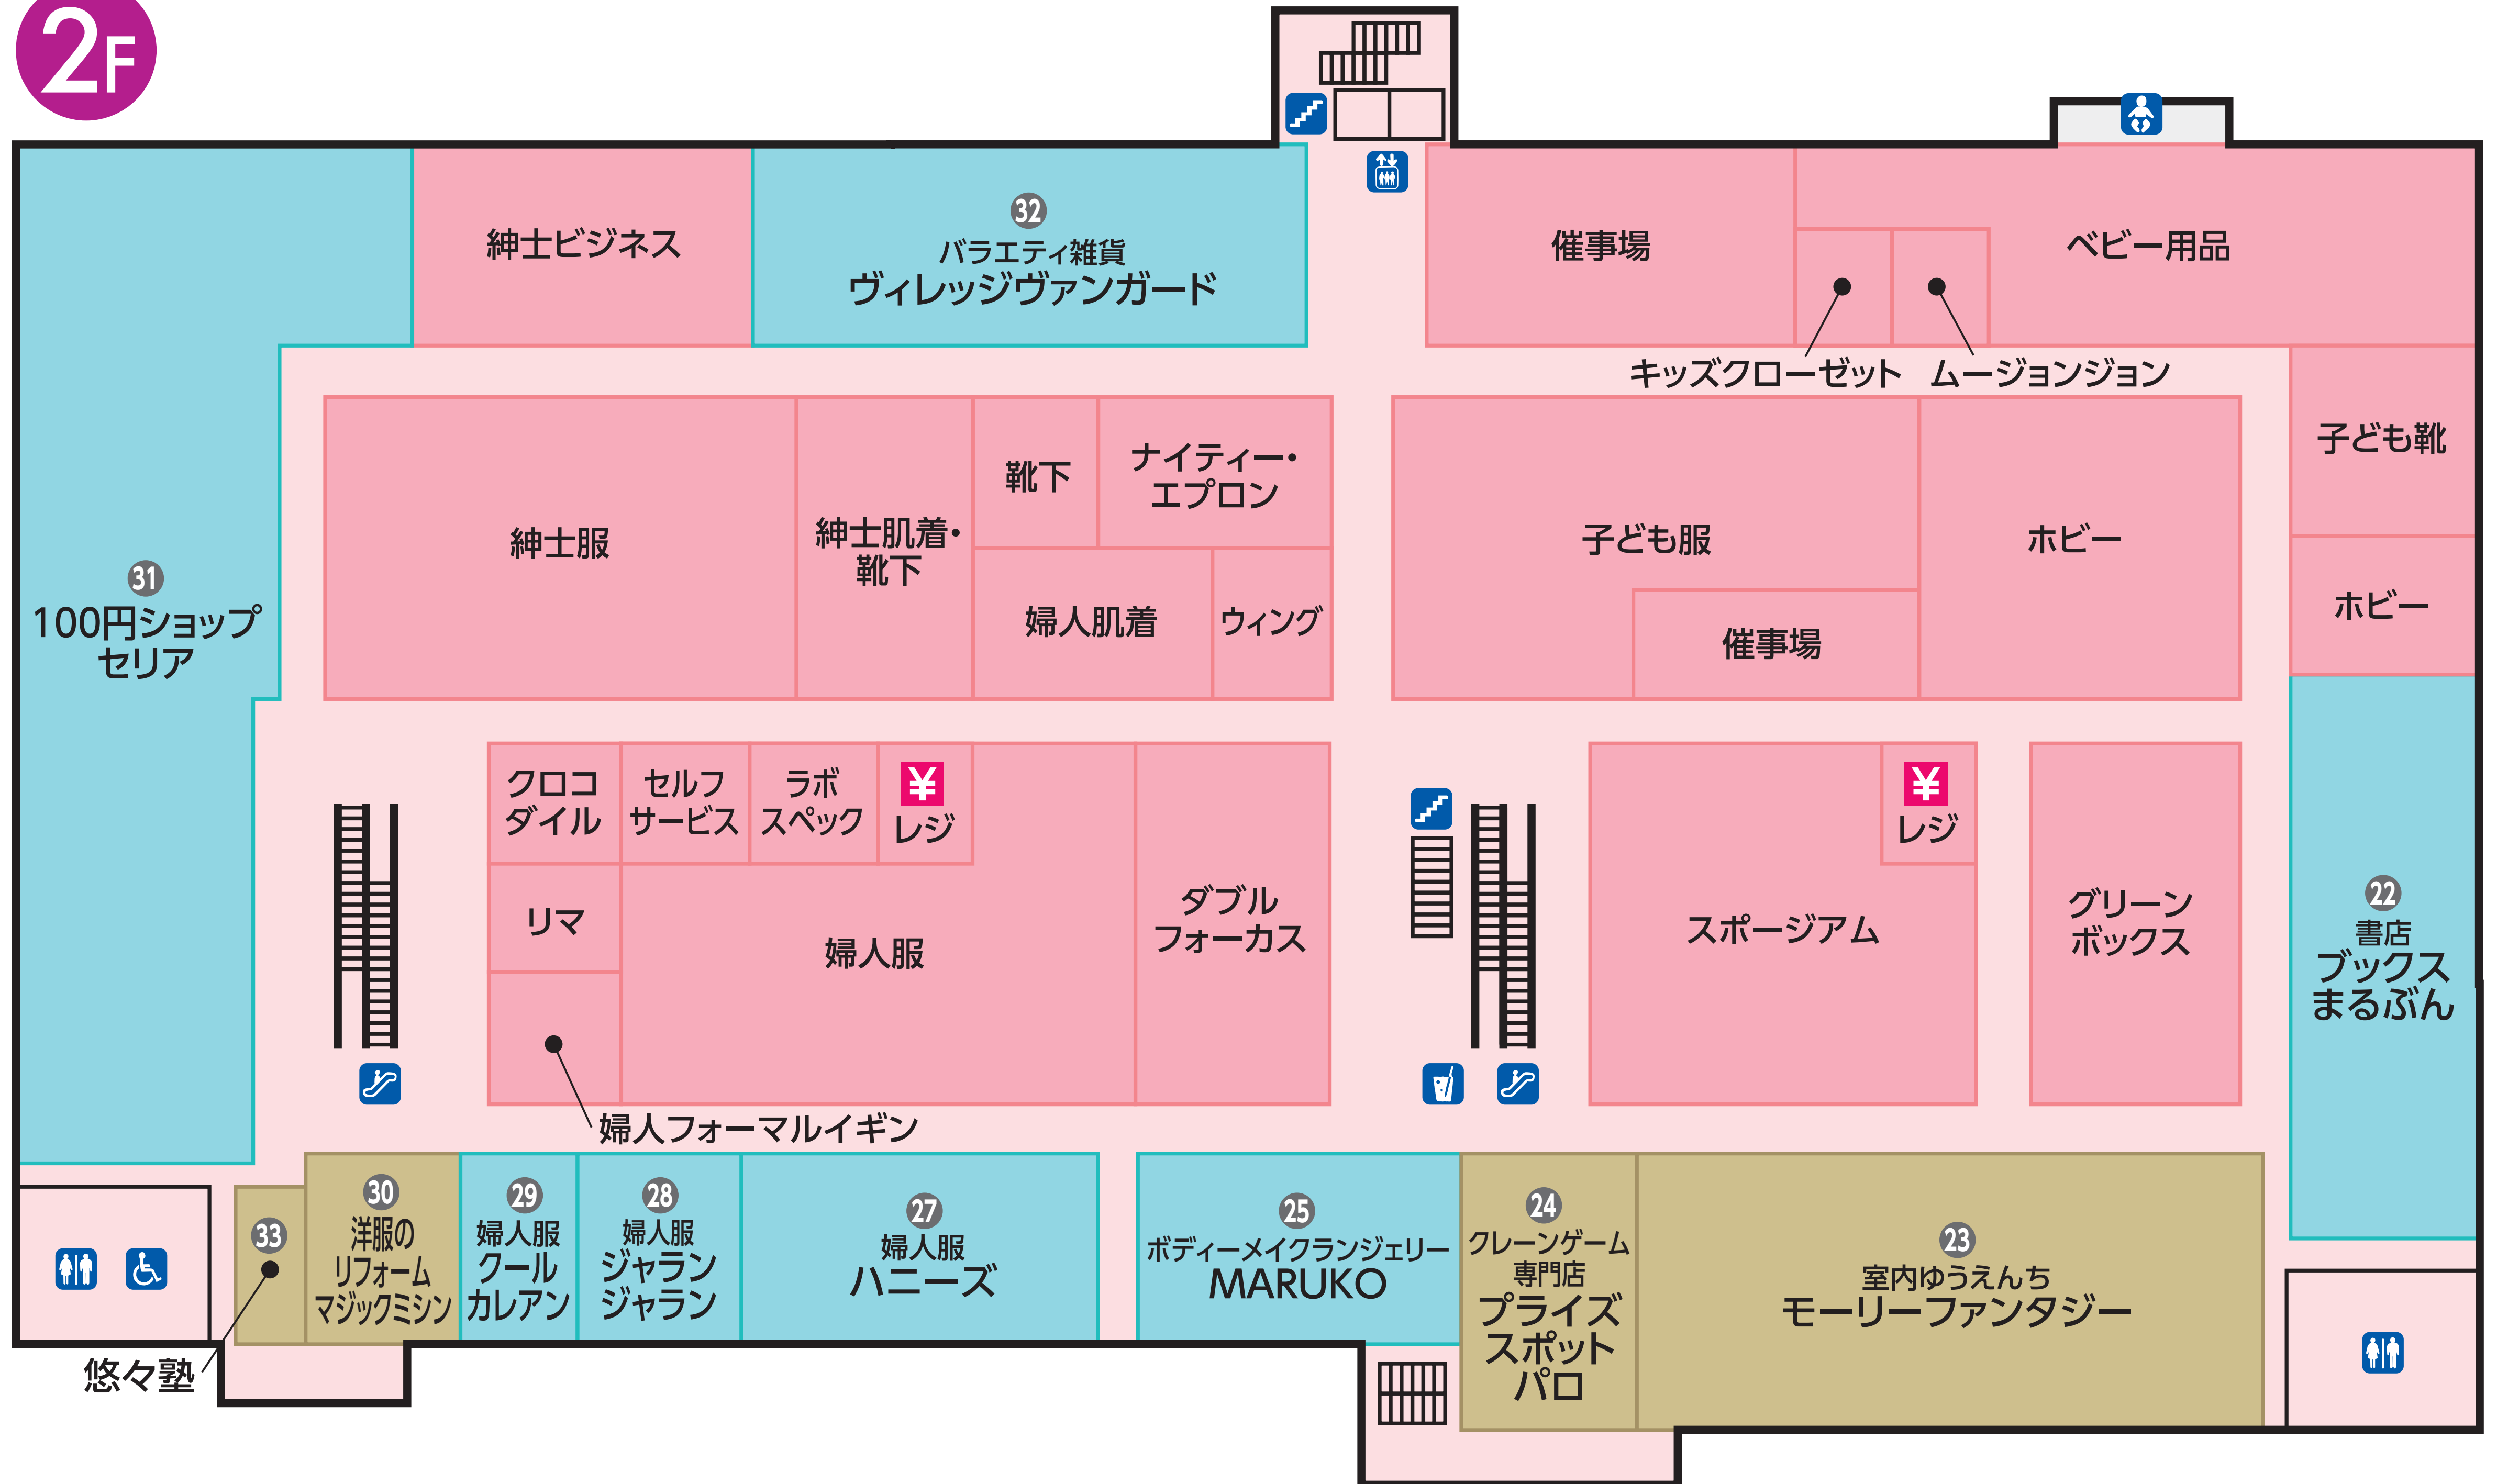 2F
紳士ビジネス
32
バラエティ雑貨
ヴィレッジヴァンガード
催事場
ベビー用品
キッズクローゼット
ムージョンジョン
31
100円ショップ
セリア
紳士服
紳士肌着・
靴下
靴下
ナイティー・
エプロン
婦人肌着
ウィング
子ども服
催事場
ホビー
子ども靴
ホビー
クロコ
ダイル
セルフ
サービス
ラボ
スペック
¥
レジ
リマ
婦人服
ダブル
フォーカス
婦人フォーマルイギン
スポージアム
¥
レジ
グリーン
ボックス
22
書店
ブックス
まるぶん
33
悠々塾
30
洋服の
リフォーム
マジックミシン
29
婦人服
クール
カレアン
28
婦人服
ジャラン
ジャラン
27
婦人服
ハニーズ
25
ボディーメイクランジェリー
MARUKO
24
クレーンゲーム
専門店
プライズ
スポット
パロ
23
室内ゆうえんち
モーリーファンタジー